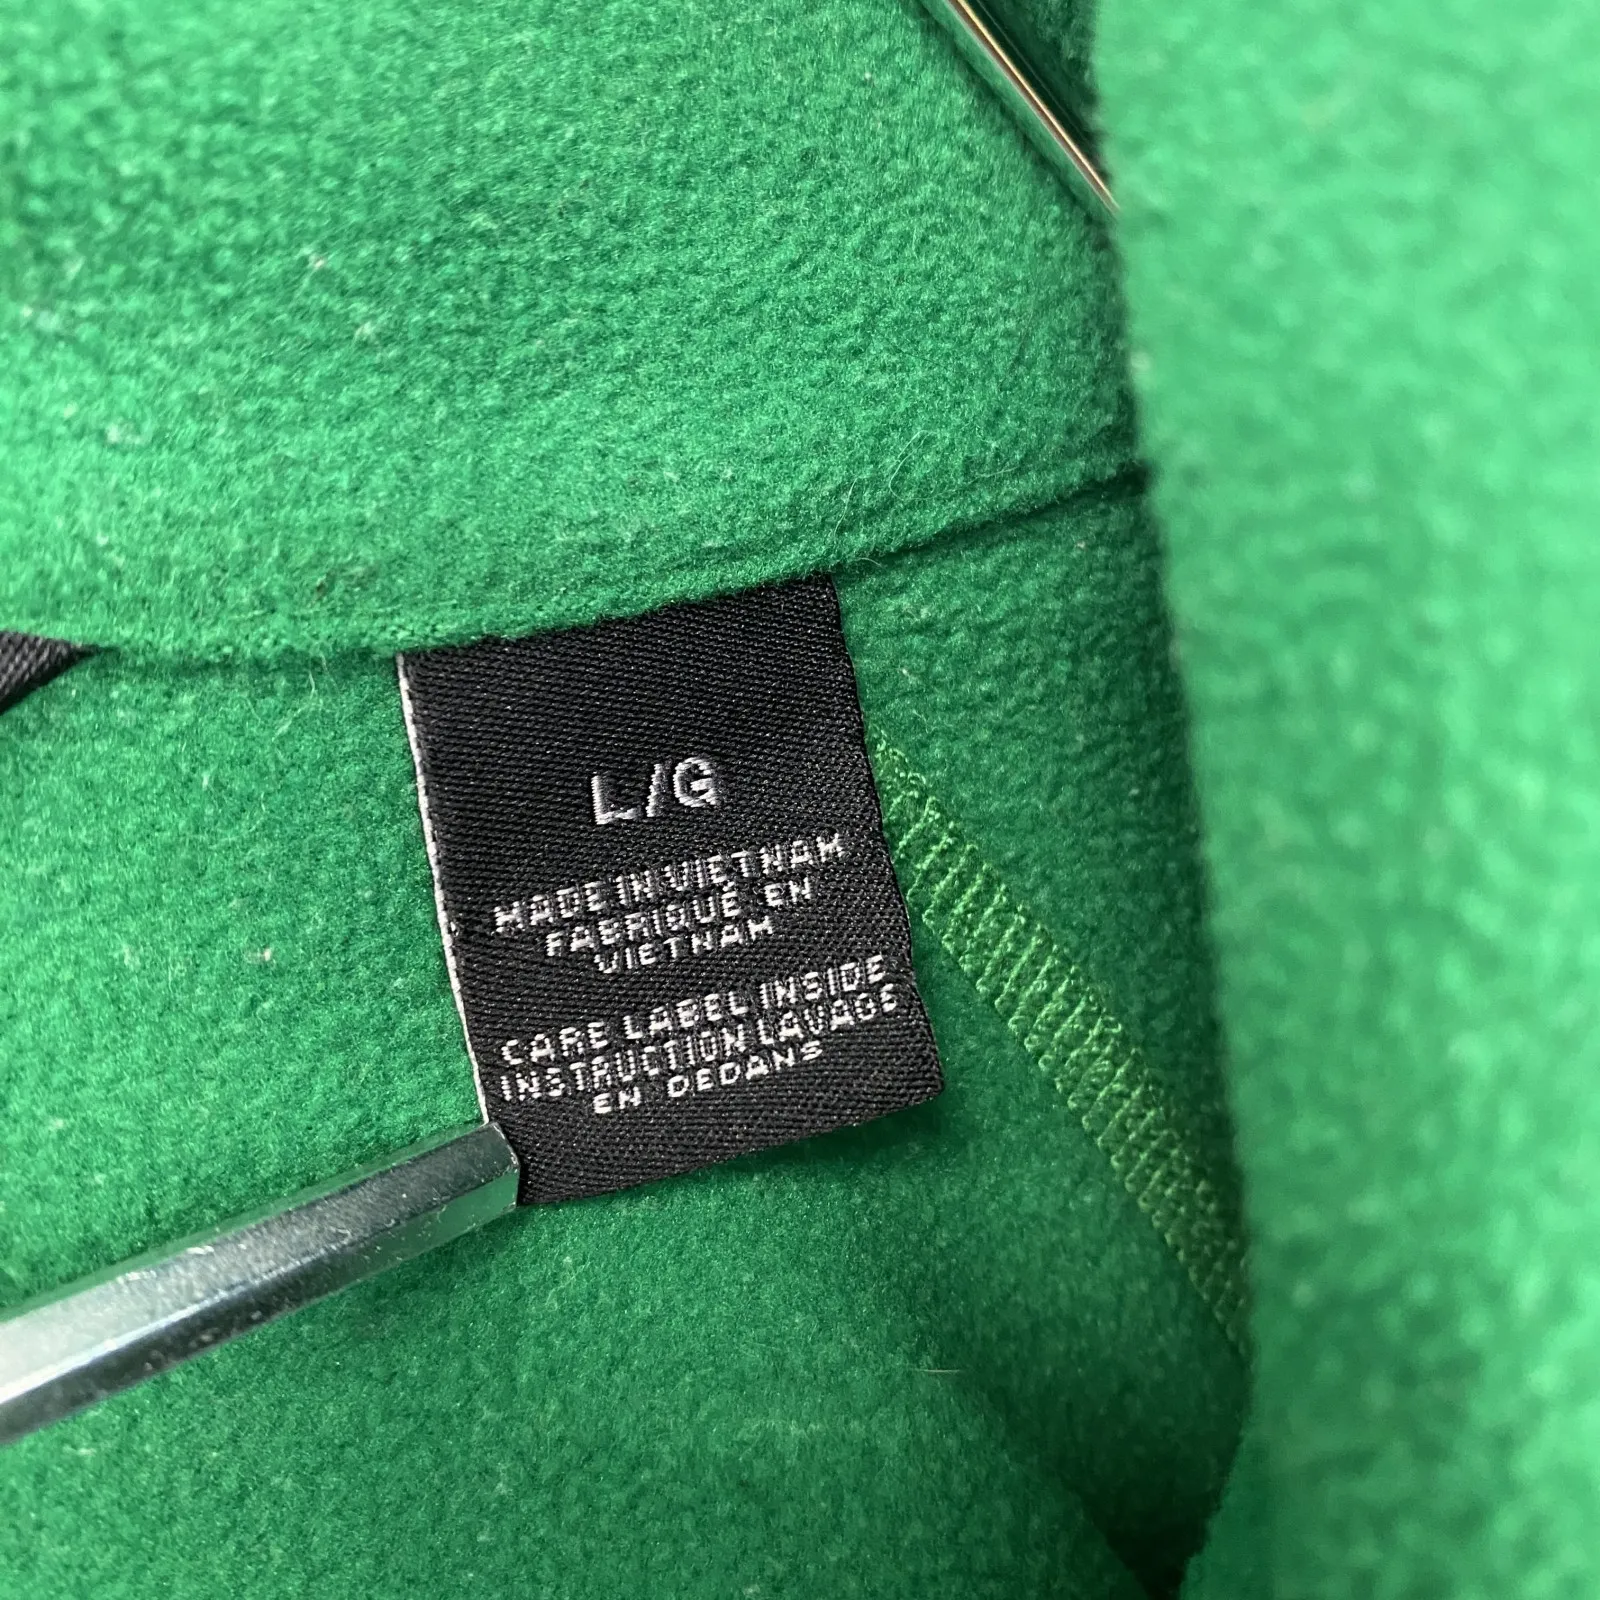 L/G
MADE IN VIETNAM
FABRIQUÉ EN
VIETNAM
CARE LABEL INSIDE
INSTRUCTION LAVAGE
EN DEDANS